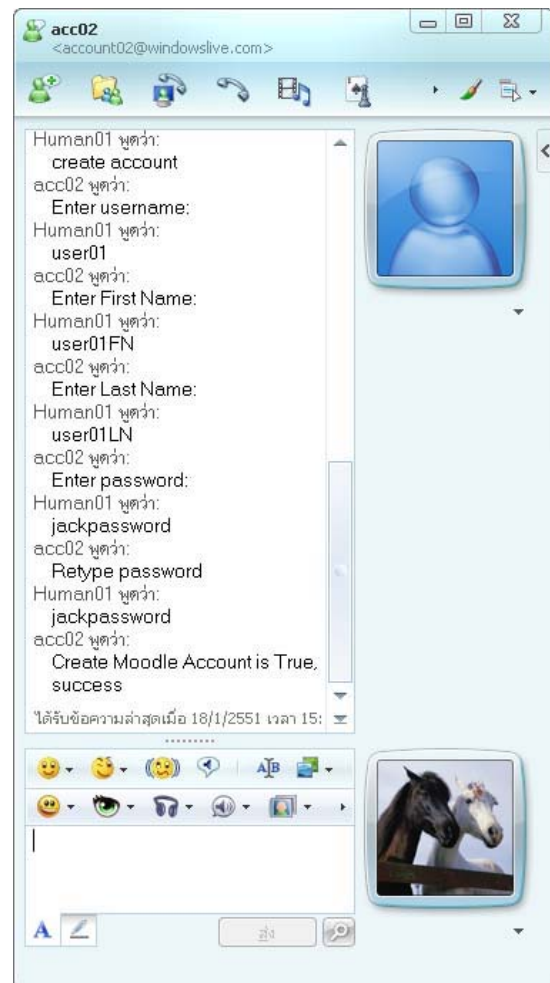 acc02
<account02@windowslive.com>
Human01 พูดว่า:
create account
acc02 พูดว่า:
Enter username:
Human01 พูดว่า:
user01
acc02 พูดว่า:
Enter First Name:
Human01 พูดว่า:
user01FN
acc02 พูดว่า:
Enter Last Name:
Human01 พูดว่า:
user01LN
acc02 พูดว่า:
Enter password:
Human01 พูดว่า:
jackpassword
acc02 พูดว่า:
Retype password
Human01 พูดว่า:
jackpassword
acc02 พูดว่า:
Create Moodle Account is True,
success
ได้รับข้อความล่าสุดเมื่อ 18/1/2551 เวลา 15:
AB
A
ส่ง